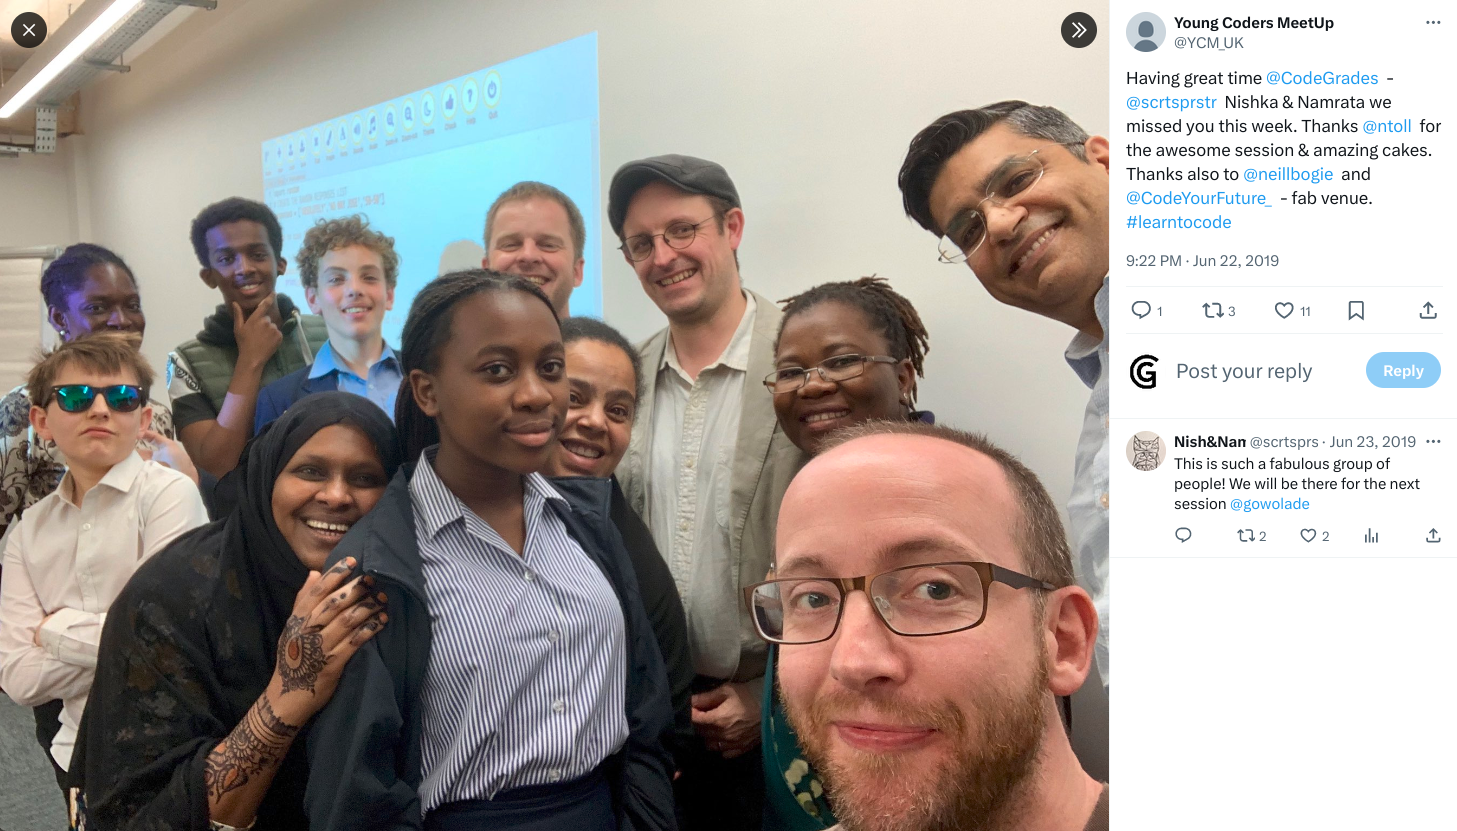 Young Coders MeetUp
@YCM_UK
Having great time @CodeGrades -
@scrtsprstr Nishka & Namrata we
missed you this week. Thanks @ntoll for
the awesome session & amazing cakes.
Thanks also to @neillbogie and
@CodeYourFuture_ - fab venue.
#learntocode
9:22 PM · Jun 22, 2019
1 3 11
Post your reply
Reply
Nish&Nan @scrtsprs · Jun 23, 2019
This is such a fabulous group of
people! We will be there for the next
session @gowolade
2 2